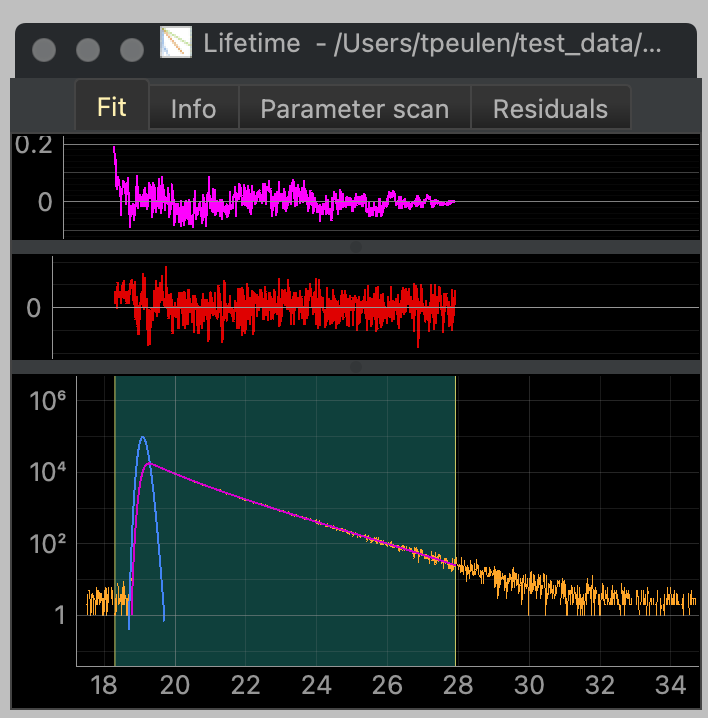 Lifetime - /Users/tpeulen/test_data/...
Fit Info Parameter scan Residuals
0.2
0
0
10⁶
10⁴
10²
1
18 20 22 24 26 28 30 32 34